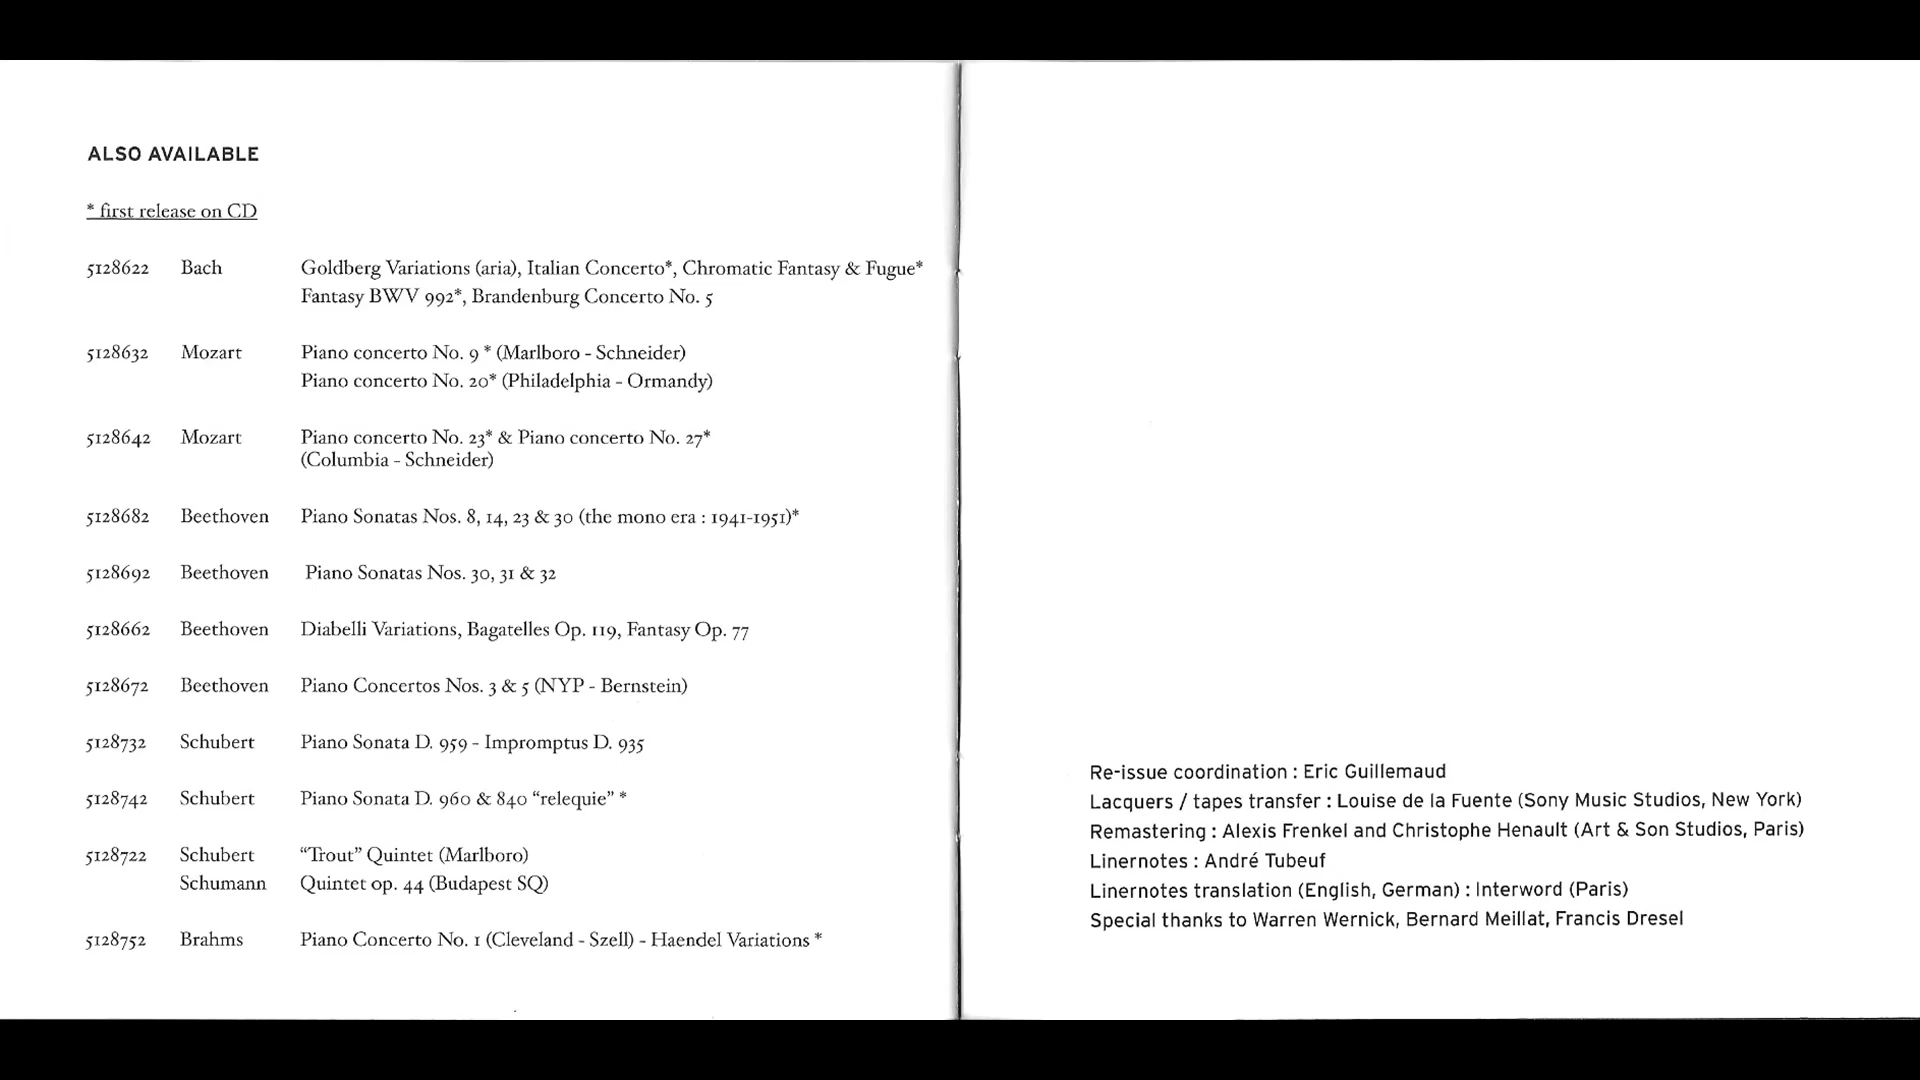 ALSO AVAILABLE
* first release on CD
5128622 Bach Goldberg Variations (aria), Italian Concerto*, Chromatic Fantasy & Fugue*
Fantasy BWV 992*, Brandenburg Concerto No. 5
5128632 Mozart Piano concerto No. 9 * (Marlboro - Schneider)
Piano concerto No. 20* (Philadelphia - Ormandy)
5128642 Mozart Piano concerto No. 23* & Piano concerto No. 27*
(Columbia - Schneider)
5128682 Beethoven Piano Sonatas Nos. 8, 14, 23 & 30 (the mono era : 1941-1951)*
5128692 Beethoven Piano Sonatas Nos. 30, 31 & 32
5128662 Beethoven Diabelli Variations, Bagatelles Op. 119, Fantasy Op. 77
5128672 Beethoven Piano Concertos Nos. 3 & 5 (NYP - Bernstein)
5128732 Schubert Piano Sonata D. 959 - Impromptus D. 935
5128742 Schubert Piano Sonata D. 960 & 840 “relequie” *
5128722 Schubert “Trout” Quintet (Marlboro)
Schumann Quintet op. 44 (Budapest SQ)
5128752 Brahms Piano Concerto No. 1 (Cleveland - Szell) - Haendel Variations *
Re-issue coordination : Eric Guillemaud
Lacquers / tapes transfer : Louise de la Fuente (Sony Music Studios, New York)
Remastering : Alexis Frenkel and Christophe Henault (Art & Son Studios, Paris)
Linernotes : André Tubeuf
Linernotes translation (English, German) : Interword (Paris)
Special thanks to Warren Wernick, Bernard Meillat, Francis Dresel